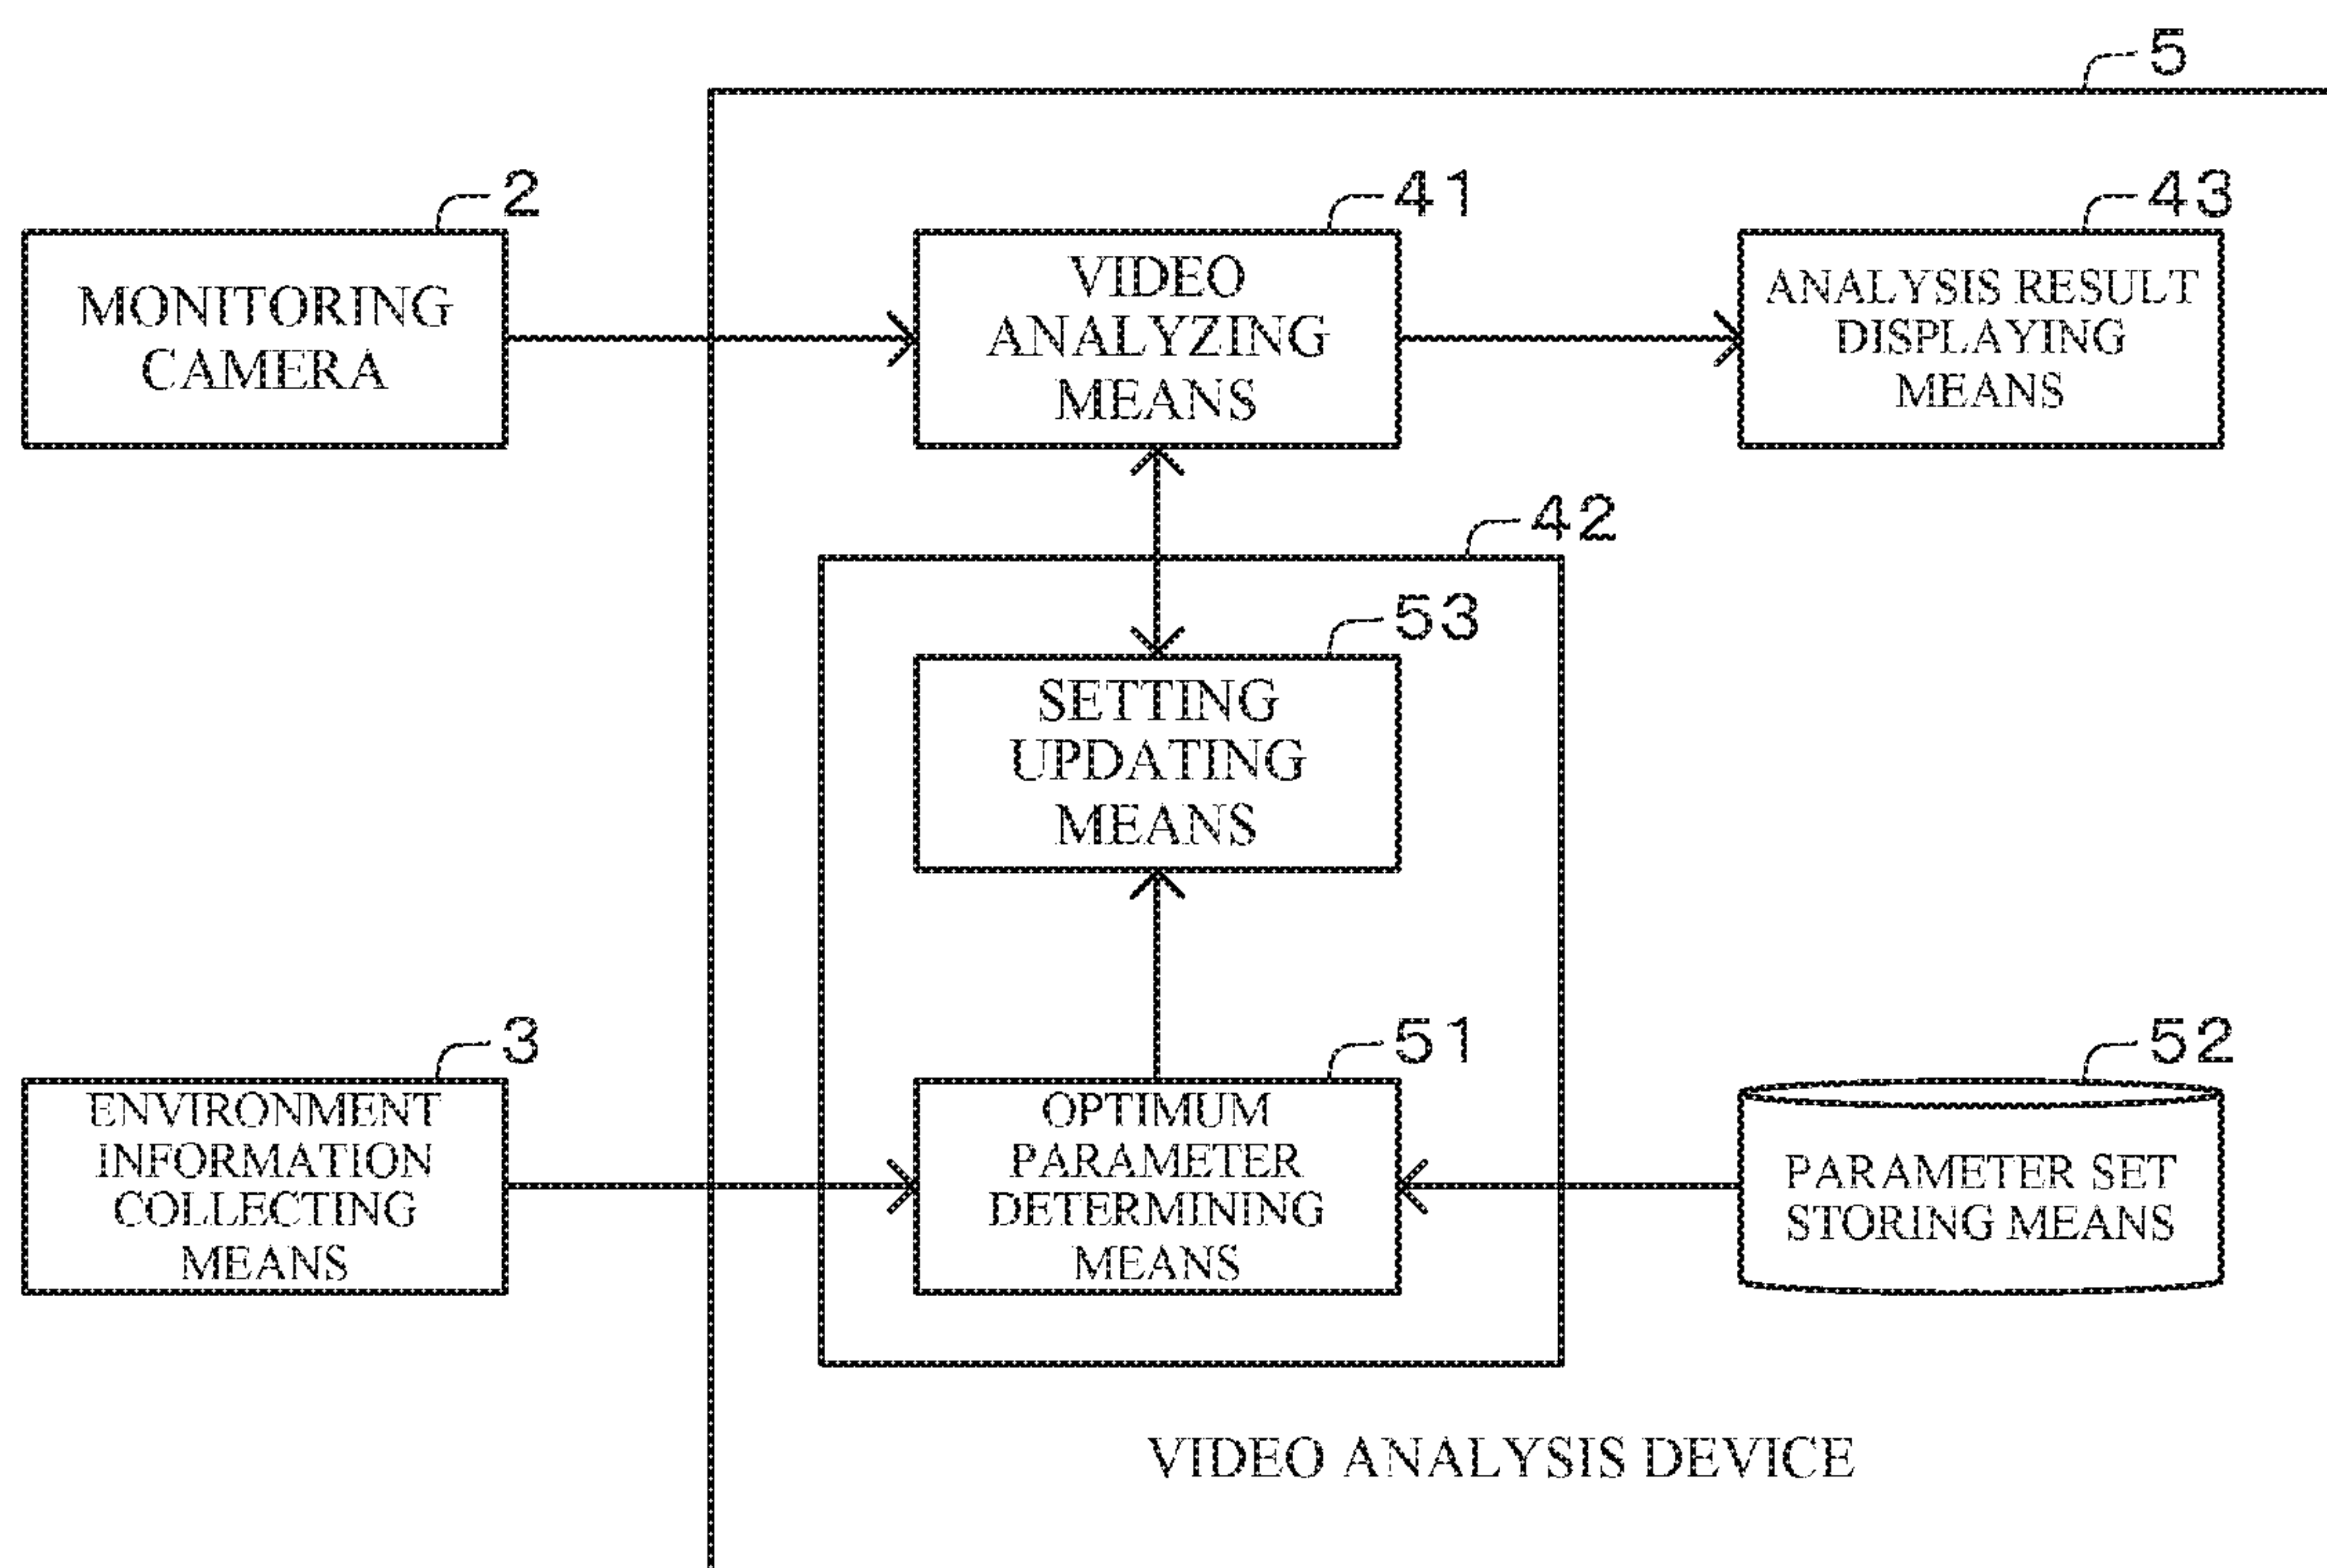 5
2
MONITORING
CAMERA
41
VIDEO
ANALYZING
MEANS
43
ANALYSIS RESULT
DISPLAYING
MEANS
42
53
SETTING
UPDATING
MEANS
3
ENVIRONMENT
INFORMATION
COLLECTING
MEANS
51
OPTIMUM
PARAMETER
DETERMINING
MEANS
52
PARAMETER SET
STORING MEANS
VIDEO ANALYSIS DEVICE